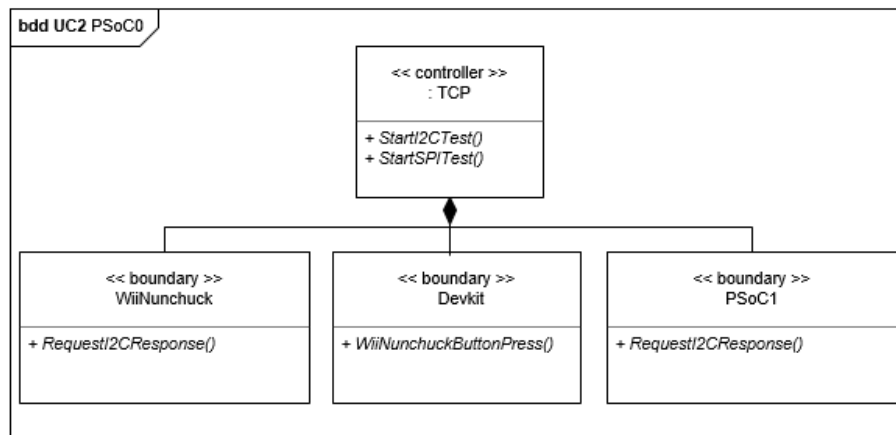 bdd UC2 PSoC0
<< controller >>
: TCP
+ StartI2CTest()
+ StartSPITest()
<< boundary >>
WiiNunchuck
+ RequestI2CResponse()
<< boundary >>
Devkit
+ WiiNunchuckButtonPress()
<< boundary >>
PSoC1
+ RequestI2CResponse()